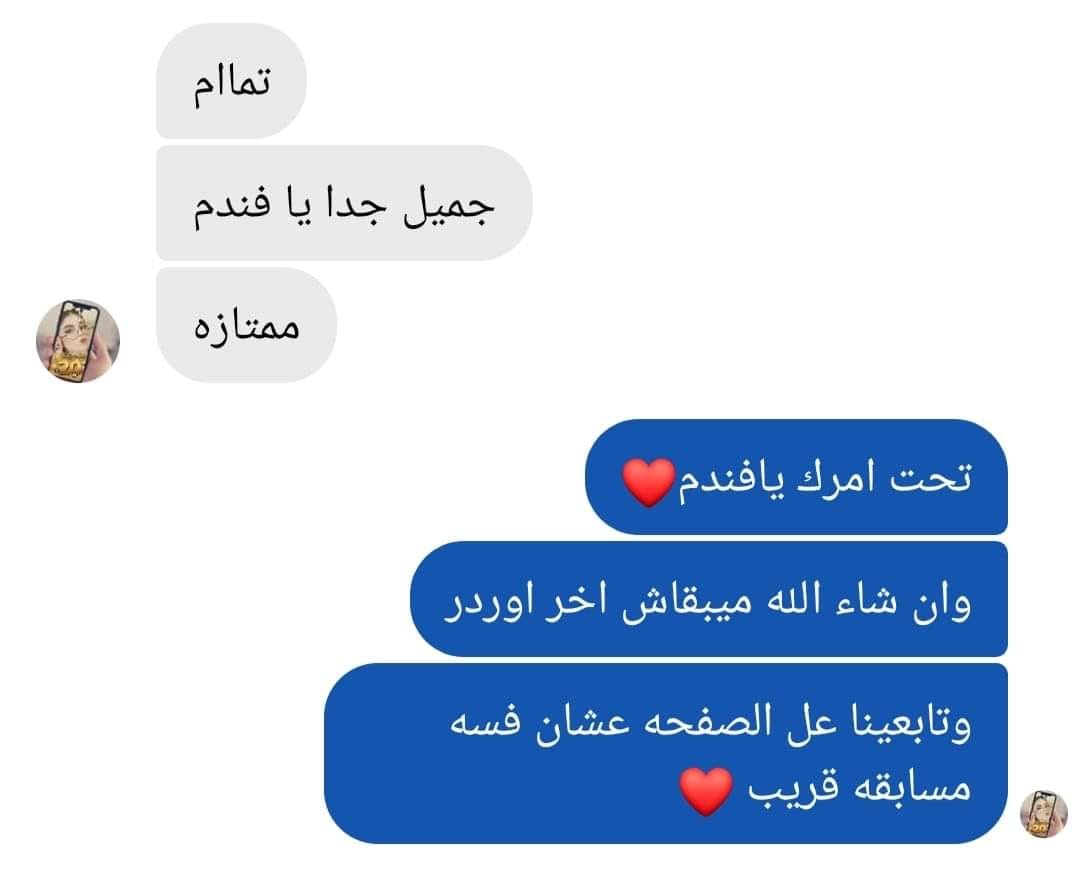 تماام
جميل جدا يا فندم
ممتازه
تحت امرك يافندم❤️
وان شاء الله ميبقاش اخر اوردر
وتابعينا عل الصفحه عشان فسه
مسابقه قريب ❤️